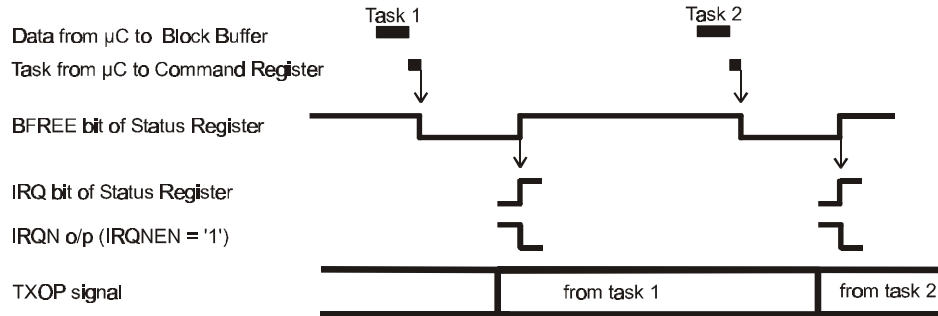 Task 1 Task 2
Data from µC to Block Buffer
Task from µC to Command Register
BFREE bit of Status Register
IRQ bit of Status Register
IRQN o/p (IRQNEN = '1')
TXOP signal from task 1 from task 2